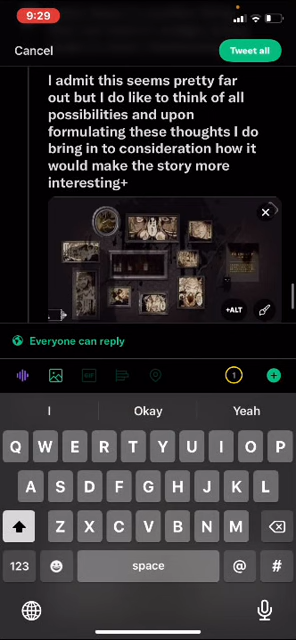 9:29
Cancel
Tweet all
I admit this seems pretty far
out but I do like to think of all
possibilities and upon
formulating these thoughts I do
bring in to consideration how it
would make the story more
interesting+
+ALT
Everyone can reply
GIF
1
I
Okay
Yeah
Q W E R T Y U I O P
A S D F G H J K L
Z X C V B N M
123
space
@
#